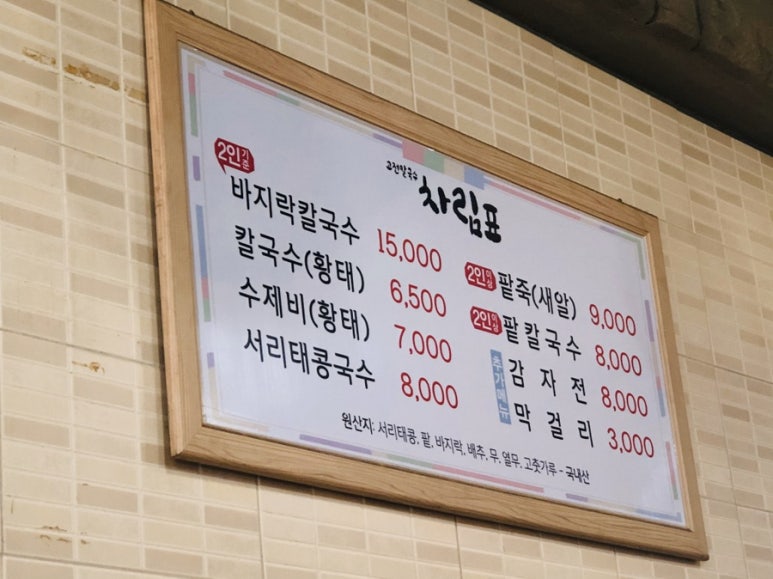 고전칼국수
차림표
2인기준
바지락칼국수 15,000
칼국수(황태) 6,500
수제비(황태) 7,000
서리태콩국수 8,000
2인이상 팥죽(새알) 9,000
2인이상 팥칼국수 8,000
추가메뉴
감자전 8,000
막걸리 3,000
원산지: 서리태콩, 팥, 바지락, 배추, 무, 열무, 고춧가루 - 국내산